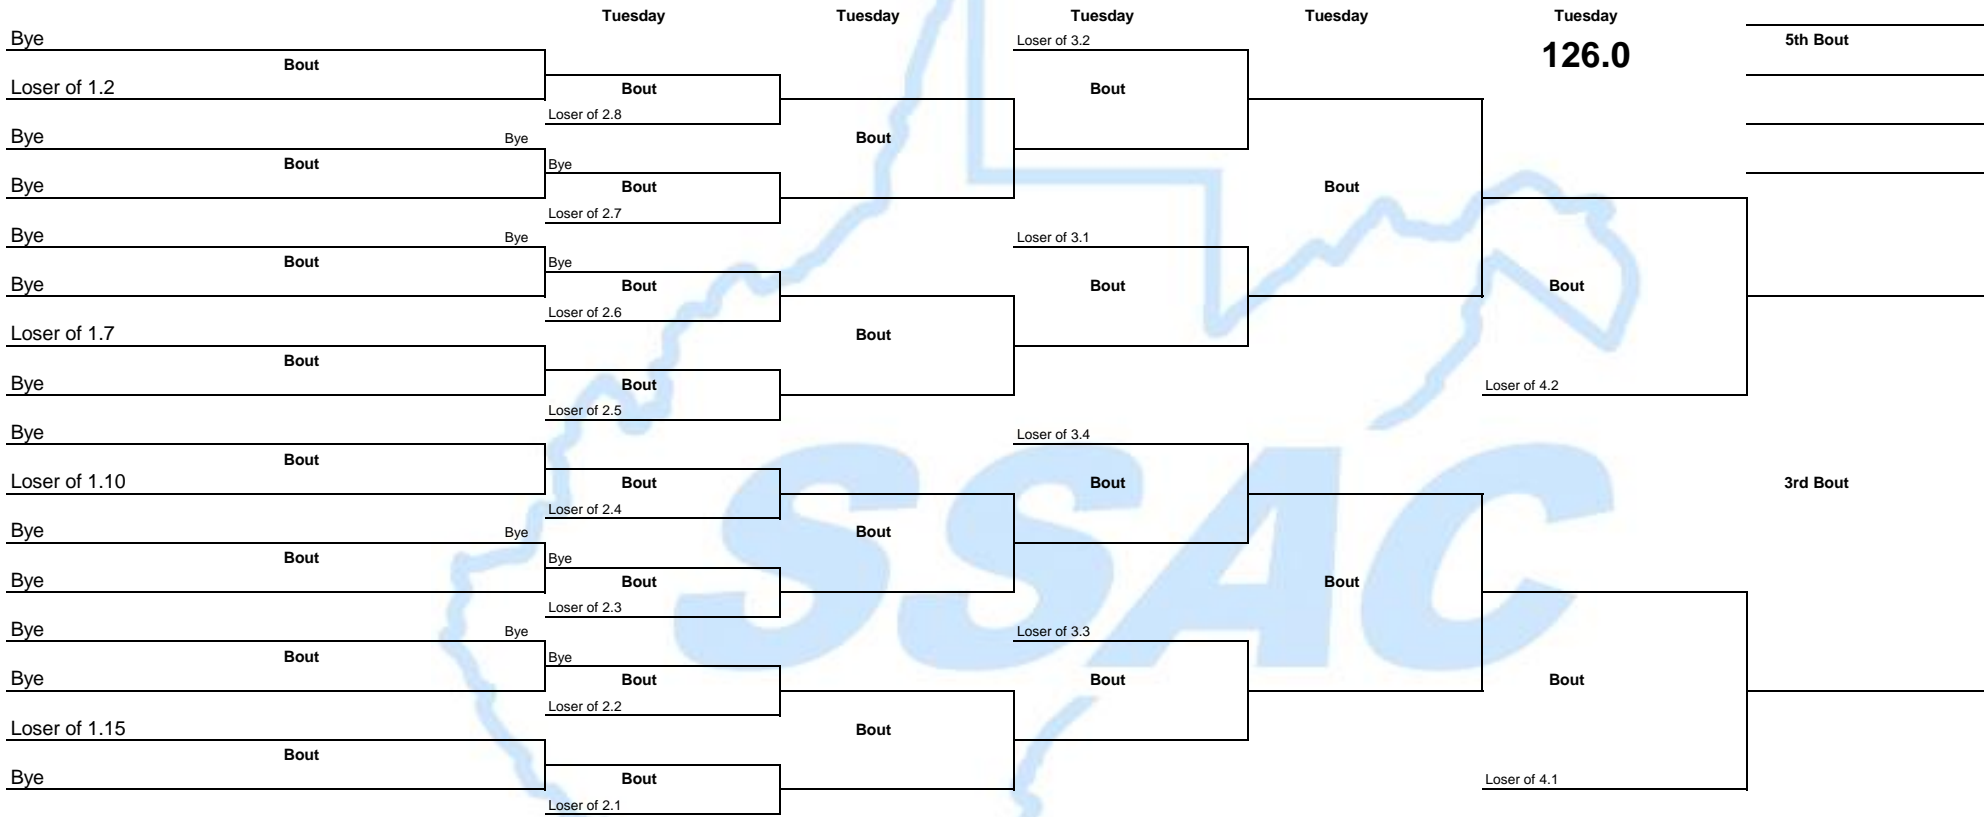 Tuesday Tuesday Tuesday Tuesday Tuesday
Bye Loser of 3.2 126.0 5th Bout
Bout
Loser of 1.2 Bout Bout
Loser of 2.8
Bye Bye Bout
Bout Bye
Bye Bout Bout
Loser of 2.7
Bye Bye Loser of 3.1
Bout Bye
Bye Bout Bout Bout
Loser of 2.6
Loser of 1.7 Bout
Bout
Bye Bout Loser of 4.2
Loser of 2.5
Bye Loser of 3.4
Bout
Loser of 1.10 Bout Bout 3rd Bout
Loser of 2.4
Bye Bye Bout
Bout Bye
Bye Bout Bout
Loser of 2.3
Bye Bye Loser of 3.3
Bout Bye
Bye Bout Bout Bout
Loser of 2.2
Loser of 1.15 Bout
Bout
Bye Bout Loser of 4.1
Loser of 2.1
SSAC